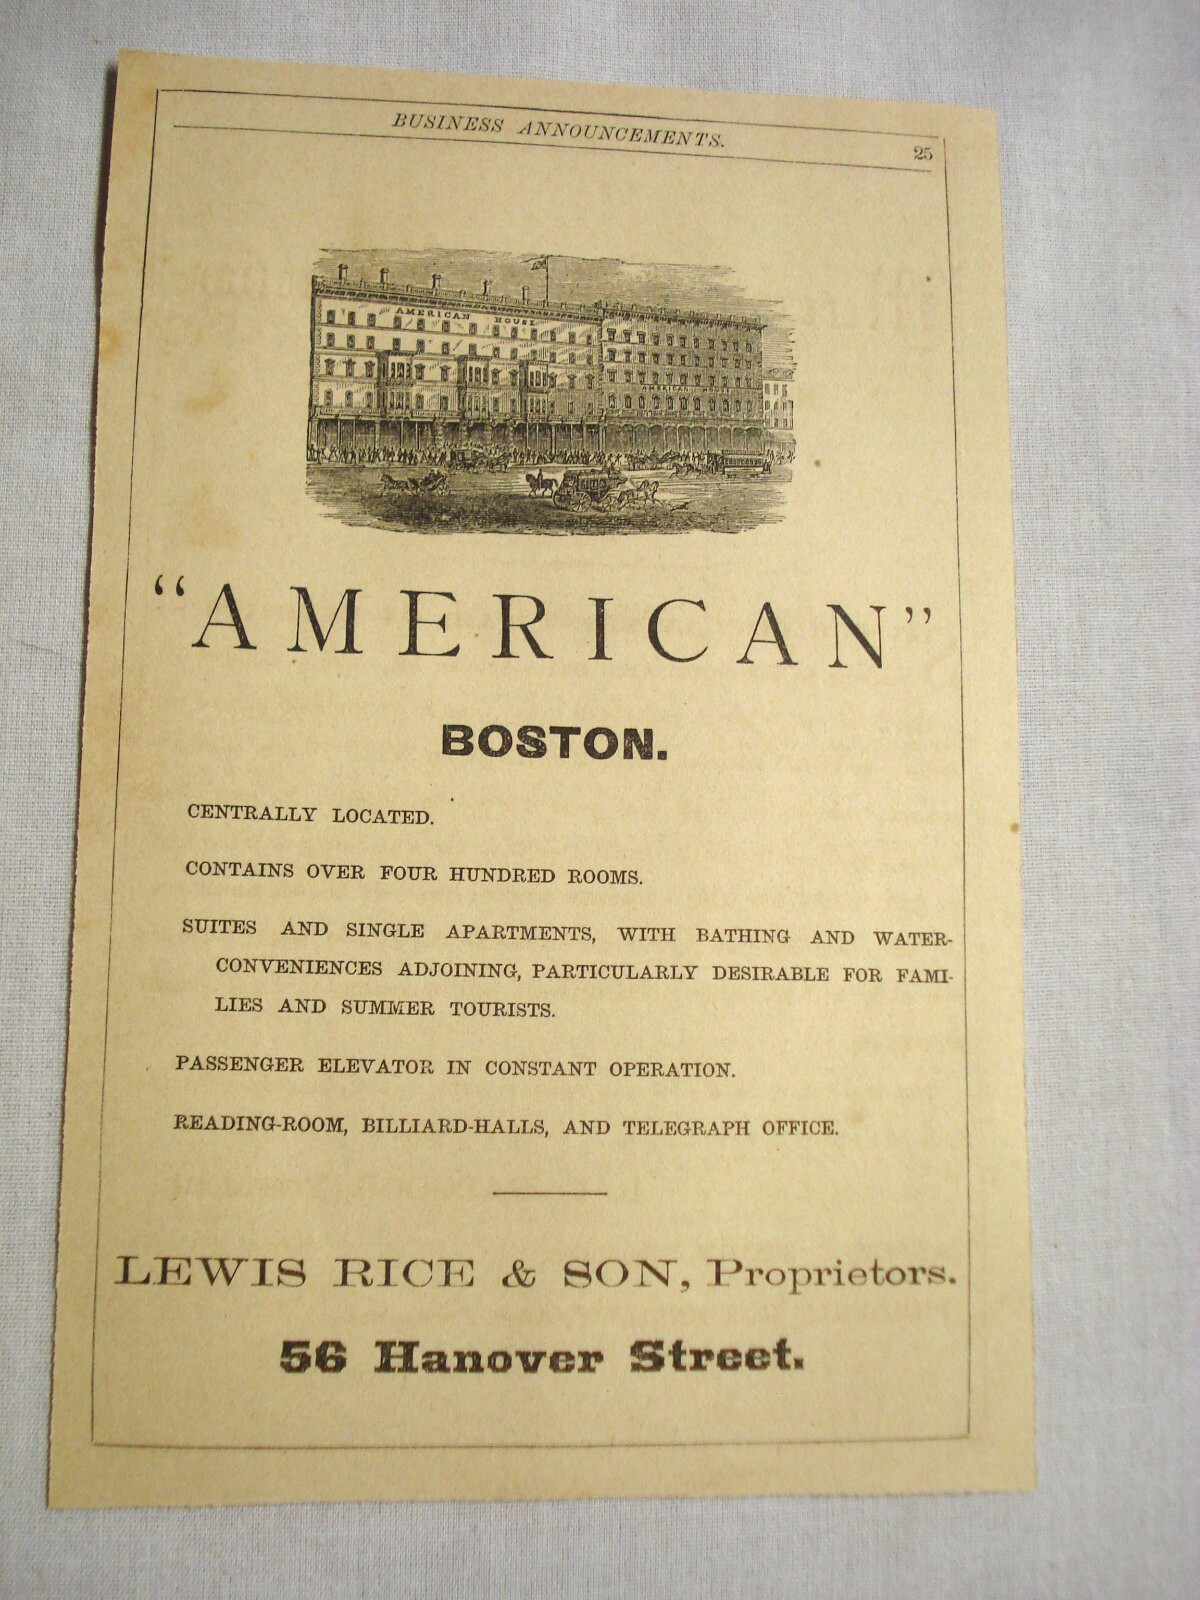 BUSINESS ANNOUNCEMENTS.
25
AMERICAN HOUSE
AMERICAN HOUSE
"AMERICAN"
BOSTON.
CENTRALLY LOCATED.
CONTAINS OVER FOUR HUNDRED ROOMS.
SUITES AND SINGLE APARTMENTS, WITH BATHING AND WATER-
CONVENIENCES ADJOINING, PARTICULARLY DESIRABLE FOR FAMI-
LIES AND SUMMER TOURISTS.
PASSENGER ELEVATOR IN CONSTANT OPERATION.
READING-ROOM, BILLIARD-HALLS, AND TELEGRAPH OFFICE.
LEWIS RICE & SON, Proprietors.
56 Hanover Street.